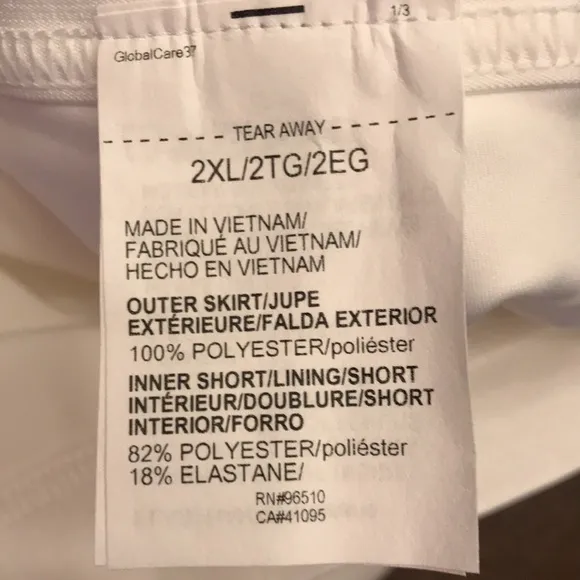 1/3
GlobalCare37
TEAR AWAY
2XL/2TG/2EG
MADE IN VIETNAM/
FABRIQUÉ AU VIETNAM/
HECHO EN VIETNAM
OUTER SKIRT/JUPE
EXTÉRIEURE/FALDA EXTERIOR
100% POLYESTER/poliéster
INNER SHORT/LINING/SHORT
INTÉRIEUR/DOUBLURE/SHORT
INTERIOR/FORRO
82% POLYESTER/poliéster
18% ELASTANE/
RN#96510
CA#41095